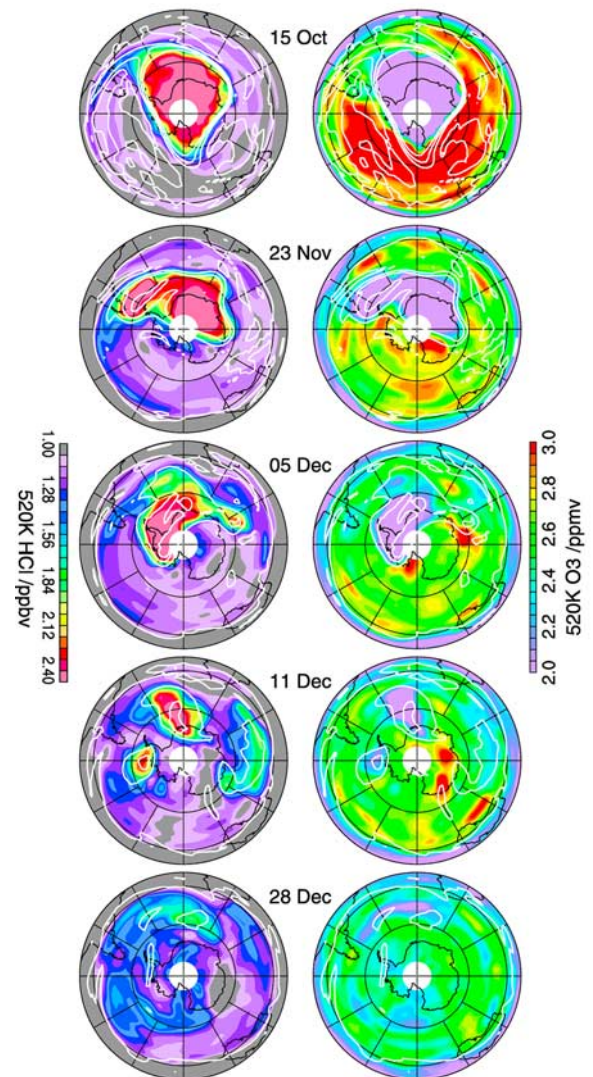 15 Oct
23 Nov
05 Dec
11 Dec
28 Dec
1.00
1.28
1.56
1.84
2.12
2.40
520K HCl /ppbv
3.0
2.8
2.6
2.4
2.2
2.0
520K O3 /ppmv